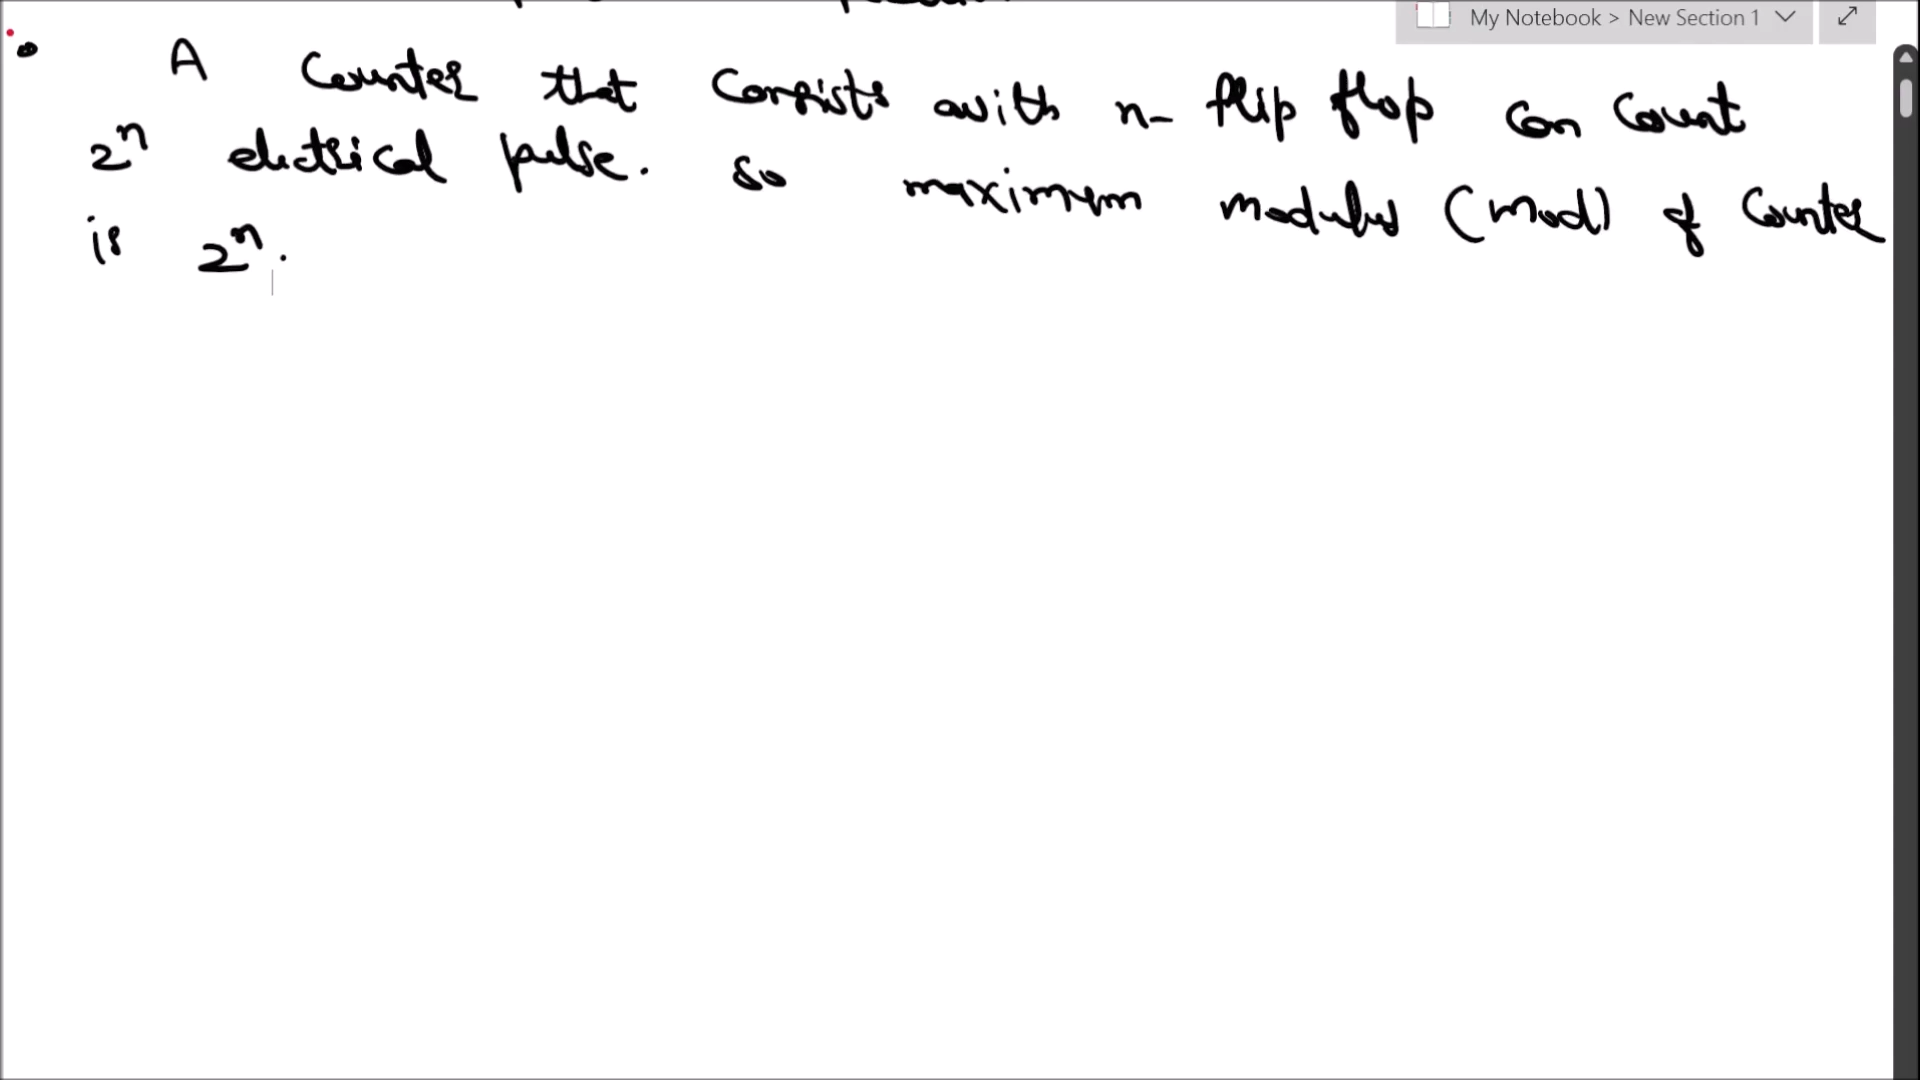 My Notebook > New Section 1
A Counter that Consists with n- flip flop Can Count
2ⁿ electrical pulse. So maximum modulus (Mod) of Counter
is 2ⁿ.